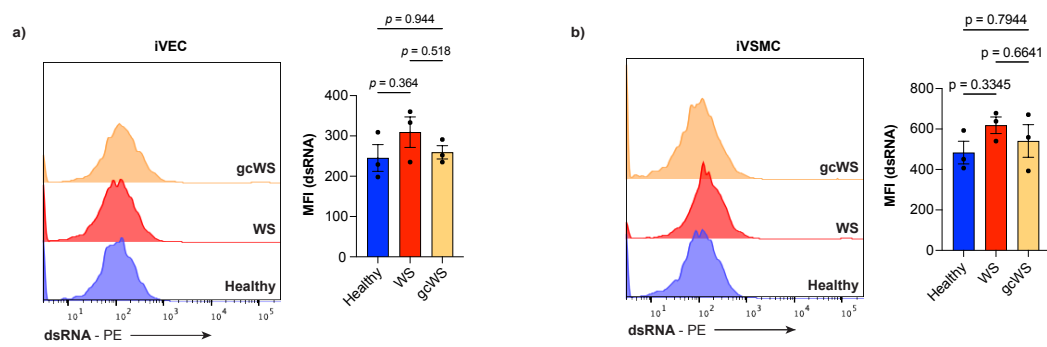 a)
iVEC
gcWS
WS
Healthy
10¹ 10² 10³ 10⁴ 10⁵
dsRNA - PE
p = 0.944
p = 0.518
p = 0.364
MFI (dsRNA)
400
300
200
100
0
Healthy
WS
gcWS
b)
iVSMC
gcWS
WS
Healthy
10¹ 10² 10³ 10⁴ 10⁵
dsRNA - PE
p = 0.7944
p = 0.6641
p = 0.3345
MFI (dsRNA)
800
600
400
200
0
Healthy
WS
gcWS